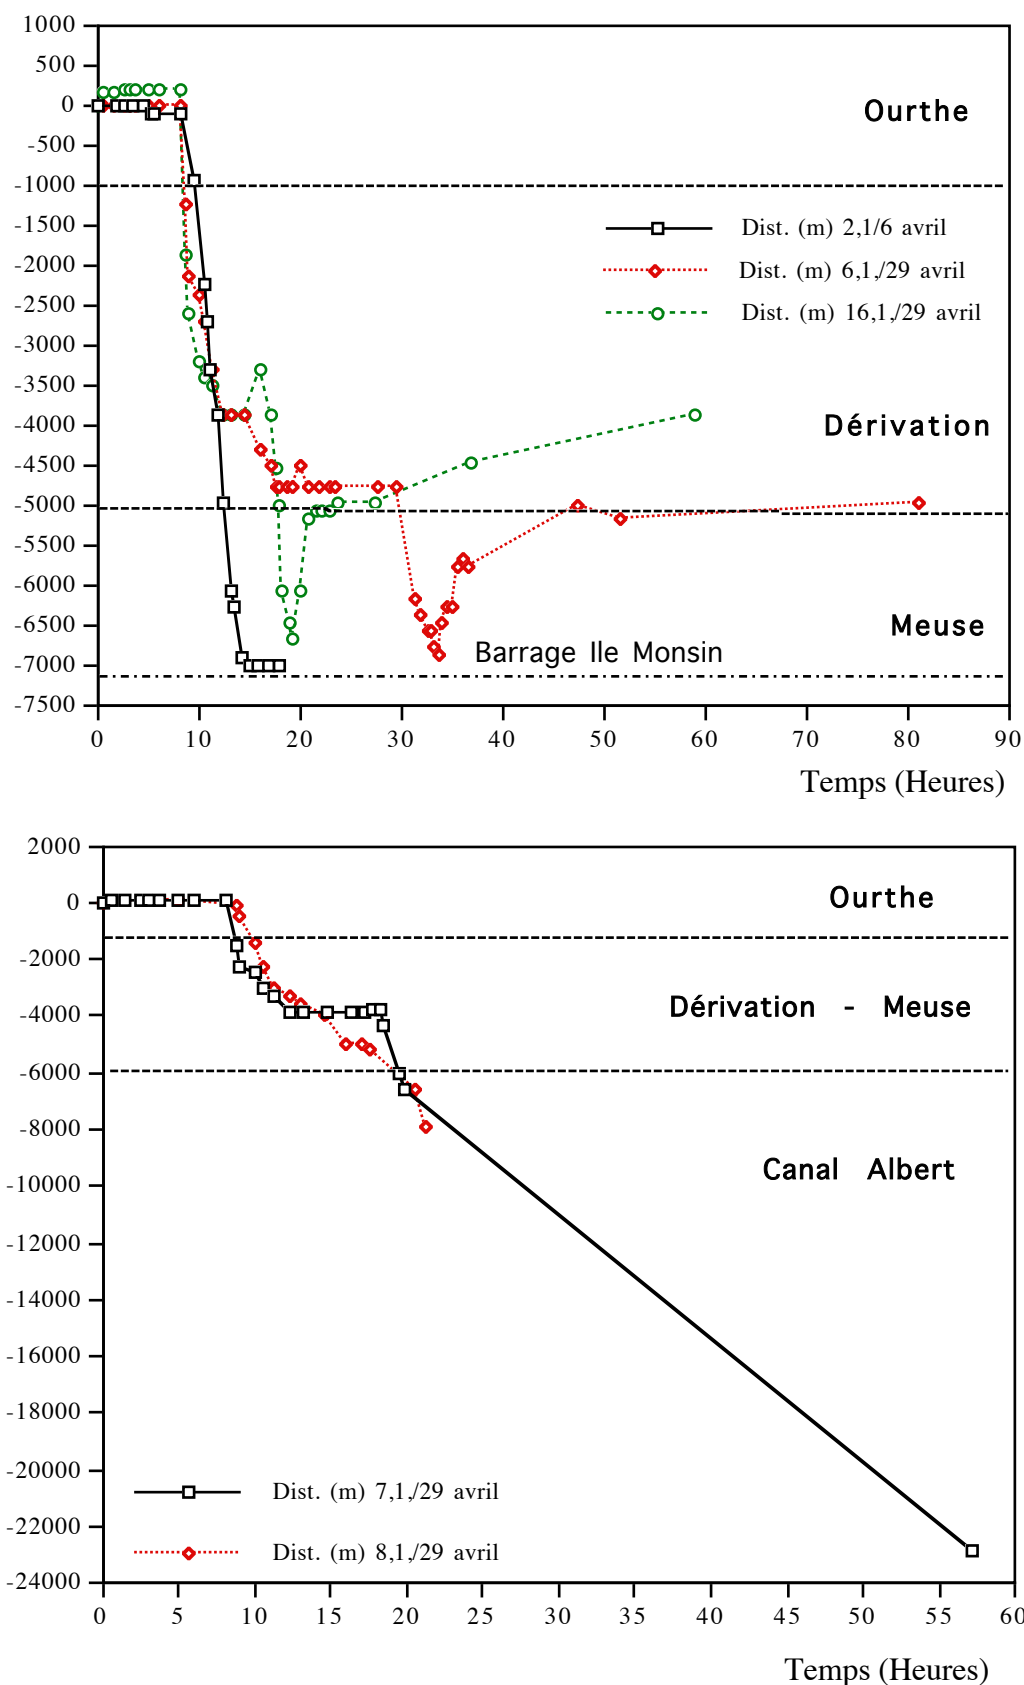 1000
500
0
-500
-1000
-1500
-2000
-2500
-3000
-3500
-4000
-4500
-5000
-5500
-6000
-6500
-7000
-7500
Ourthe
Dist. (m) 2,1/6 avril
Dist. (m) 6,1,/29 avril
Dist. (m) 16,1,/29 avril
Dérivation
Meuse
Barrage Ile Monsin
0 10 20 30 40 50 60 70 80 90
Temps (Heures)
2000
0
-2000
-4000
-6000
-8000
-10000
-12000
-14000
-16000
-18000
-20000
-22000
-24000
Ourthe
Dérivation - Meuse
Canal Albert
Dist. (m) 7,1,/29 avril
Dist. (m) 8,1,/29 avril
0 5 10 15 20 25 30 35 40 45 50 55 60
Temps (Heures)